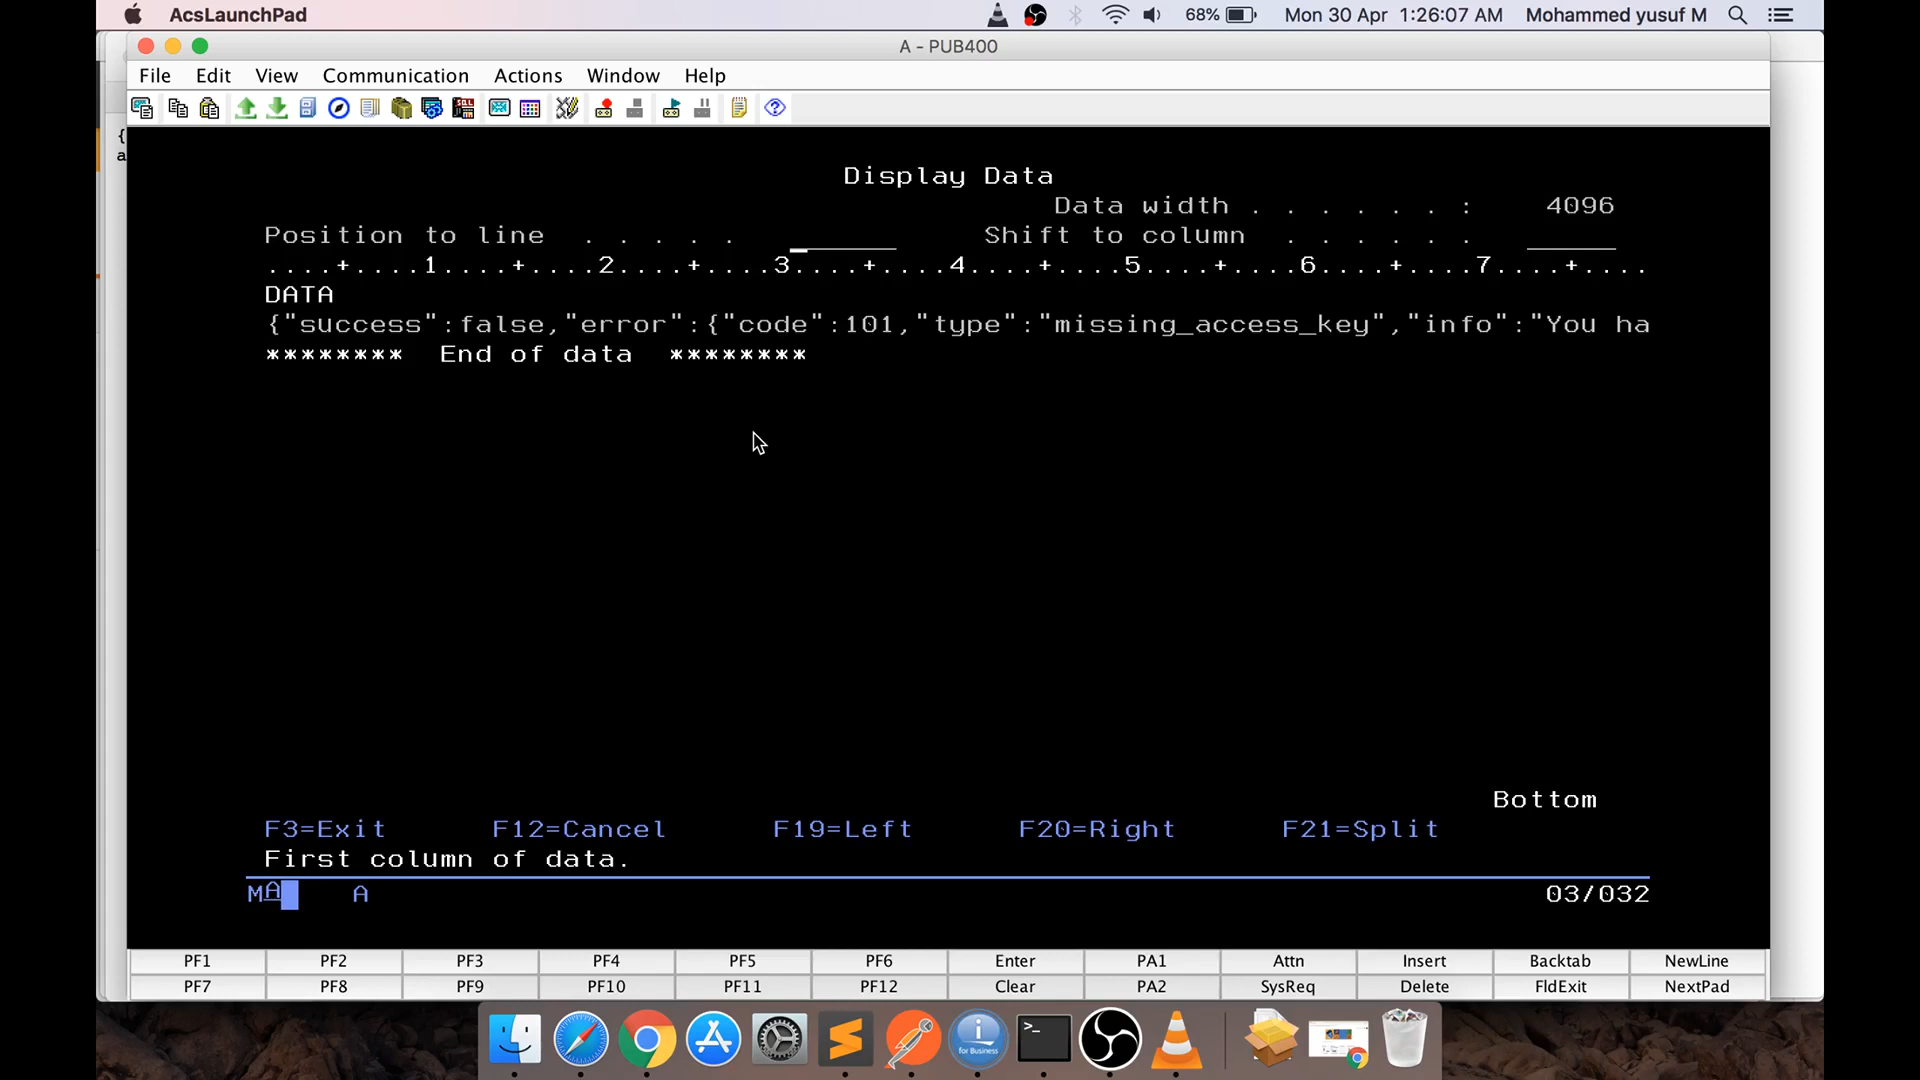 AcsLaunchPad
68%
Mon 30 Apr 1:26:07 AM
Mohammed yusuf M
A - PUB400
File Edit View Communication Actions Window Help
{
a
Display Data
Data width . . . . . . : 4096
Position to line . . . . . Shift to column . . . . . .
....+....1....+....2....+....3....+....4....+....5....+....6....+....7....+....
DATA
{"success":false,"error":{"code":101,"type":"missing_access_key","info":"You ha
******** End of data ********
Bottom
F3=Exit F12=Cancel F19=Left F20=Right F21=Split
First column of data.
MA A 03/032
PF1 PF2 PF3 PF4 PF5 PF6 Enter PA1 Attn Insert Backtab NewLine
PF7 PF8 PF9 PF10 PF11 PF12 Clear PA2 SysReq Delete FldExit NextPad
for Business
>_